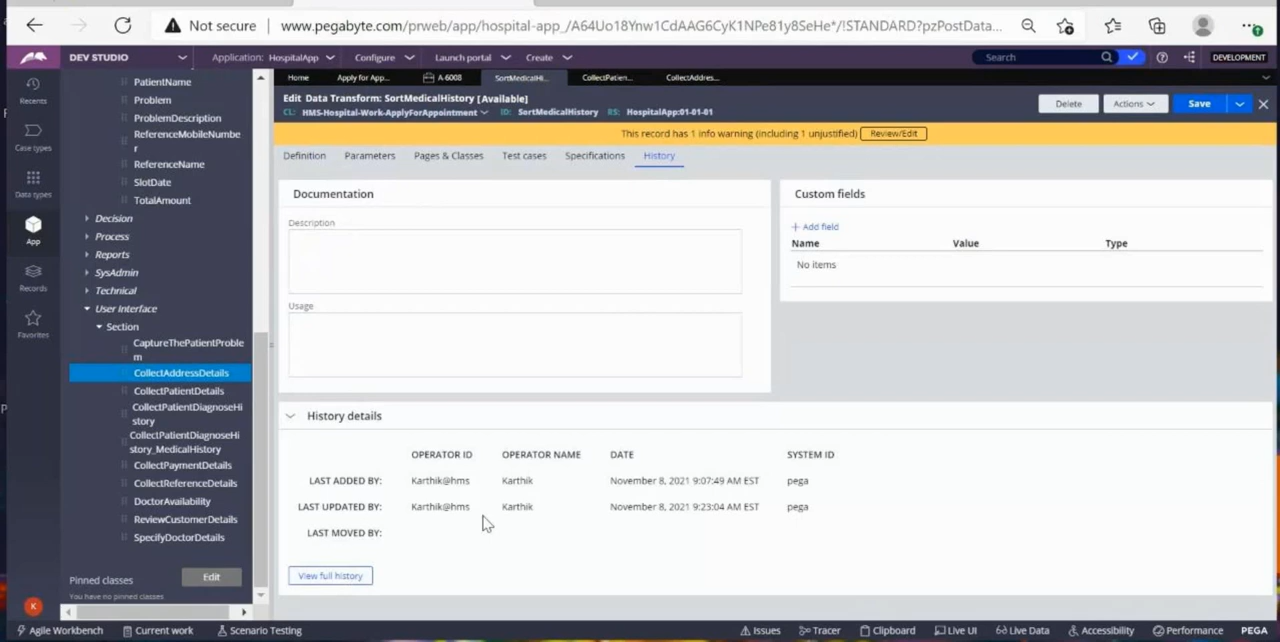 Not secure www.pegabyte.com/prweb/app/hospital-app_/A64Uo18Ynw1CdAAG6CyK1NPe81y8SeHe*/!STANDARD?pzPostData...
DEV STUDIO Application: HospitalApp Configure Launch portal Create Search DEVELOPMENT
Home Apply for App... A-6008 SortMedicalHi... CollectPatien... CollectAddres...
Recents
Case types
Data types
App
Records
Favorites
K
PatientName
Problem
ProblemDescription
ReferenceMobileNumbe
r
ReferenceName
SlotDate
TotalAmount
Decision
Process
Reports
SysAdmin
Technical
User Interface
Section
CaptureThePatientProble
m
CollectAddressDetails
CollectPatientDetails
CollectPatientDiagnoseHi
story
CollectPatientDiagnoseHi
story_MedicalHistory
CollectPaymentDetails
CollectReferenceDetails
DoctorAvailability
ReviewCustomerDetails
SpecifyDoctorDetails
Pinned classes Edit
You have no pinned classes
Edit Data Transform: SortMedicalHistory [Available]
CL: HMS-Hospital-Work-ApplyForAppointment ID: SortMedicalHistory RS: HospitalApp:01-01-01
Delete Actions Save
This record has 1 info warning (including 1 unjustified) Review/Edit
Definition Parameters Pages & Classes Test cases Specifications History
Documentation
Description
Usage
Custom fields
+ Add field
Name Value Type
No items
History details
OPERATOR ID OPERATOR NAME DATE SYSTEM ID
LAST ADDED BY: Karthik@hms Karthik November 8, 2021 9:07:49 AM EST pega
LAST UPDATED BY: Karthik@hms Karthik November 8, 2021 9:23:04 AM EST pega
LAST MOVED BY:
View full history
Agile Workbench Current work Scenario Testing Issues Tracer Clipboard Live UI Live Data Accessibility Performance PEGA